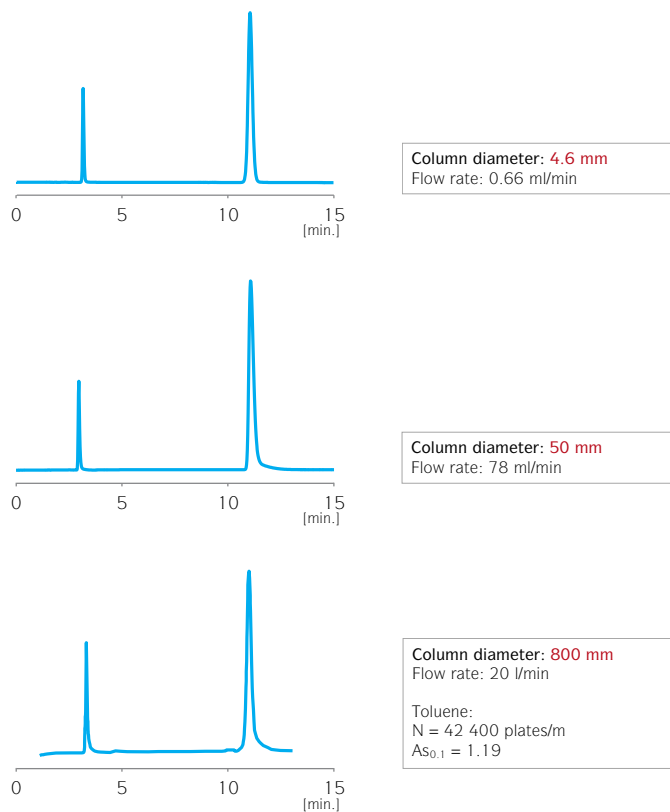 Column diameter: 4.6 mm
Flow rate: 0.66 ml/min
0 5 10 15
[min.]
Column diameter: 50 mm
Flow rate: 78 ml/min
0 5 10 15
[min.]
Column diameter: 800 mm
Flow rate: 20 l/min
Toluene:
N = 42 400 plates/m
As0.1 = 1.19
0 5 10 15
[min.]